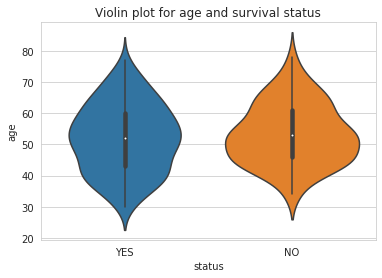 Violin plot for age and survival status
80
70
60
50
40
30
20
age
YES
NO
status